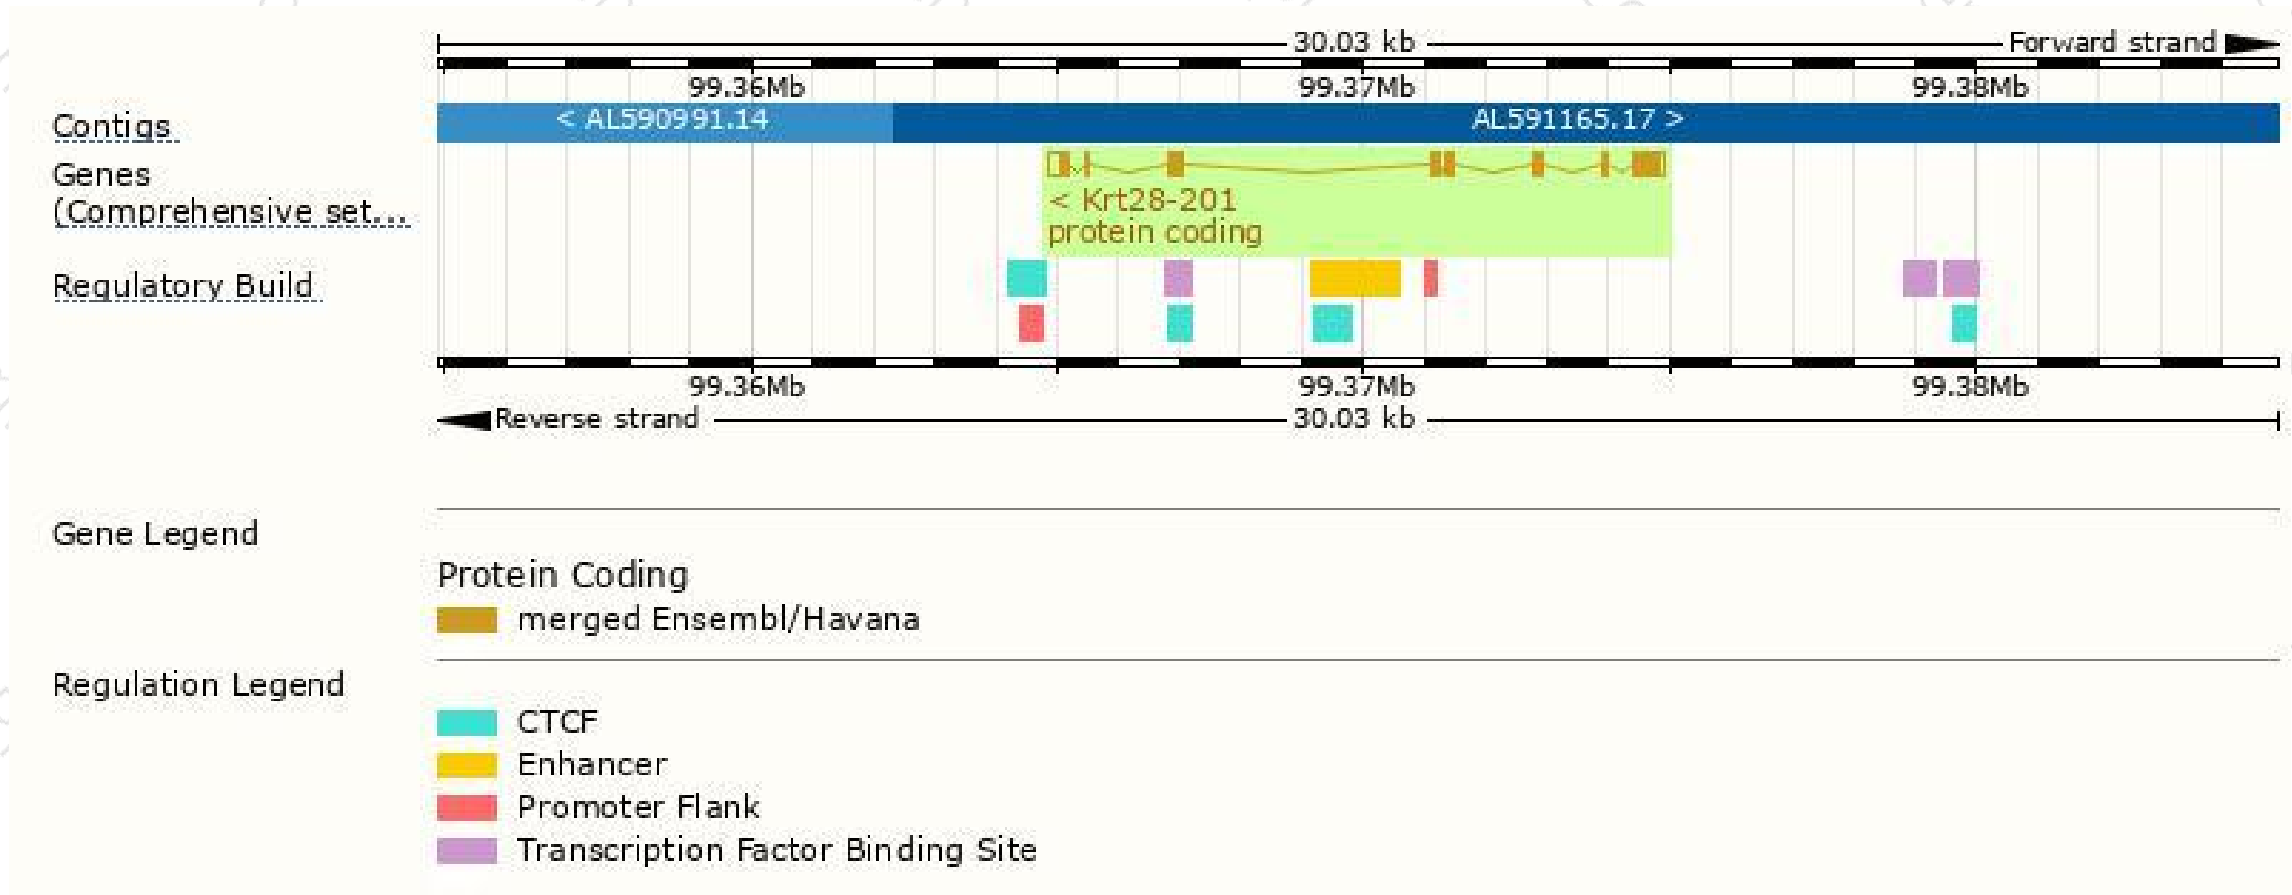 30.03 kb
Forward strand
99.36Mb 99.37Mb 99.38Mb
Contigs
< AL590991.14
AL591165.17 >
Genes
(Comprehensive set...
< Krt28-201
protein coding
Regulatory Build
99.36Mb 99.37Mb 99.38Mb
Reverse strand
30.03 kb
Gene Legend
Protein Coding
merged Ensembl/Havana
Regulation Legend
CTCF
Enhancer
Promoter Flank
Transcription Factor Binding Site